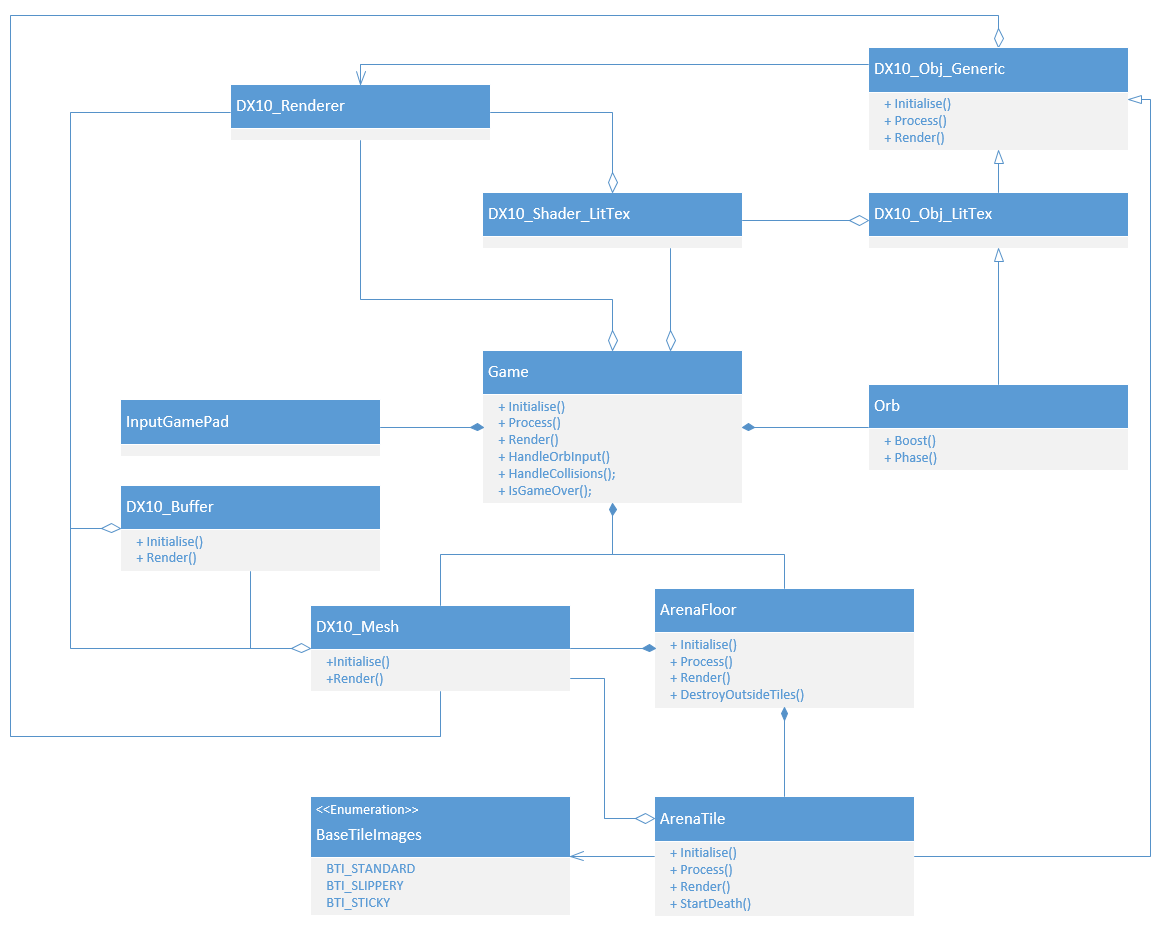 DX10_Obj_Generic
+ Initialise()
+ Process()
+ Render()
DX10_Renderer
DX10_Shader_LitTex
DX10_Obj_LitTex
Game
+ Initialise()
+ Process()
+ Render()
+ HandleOrbInput()
+ HandleCollisions();
+ IsGameOver();
Orb
+ Boost()
+ Phase()
InputGamePad
DX10_Buffer
+ Initialise()
+ Render()
DX10_Mesh
+Initialise()
+Render()
ArenaFloor
+ Initialise()
+ Process()
+ Render()
+ DestroyOutsideTiles()
<<Enumeration>>
BaseTileImages
BTI_STANDARD
BTI_SLIPPERY
BTI_STICKY
ArenaTile
+ Initialise()
+ Process()
+ Render()
+ StartDeath()